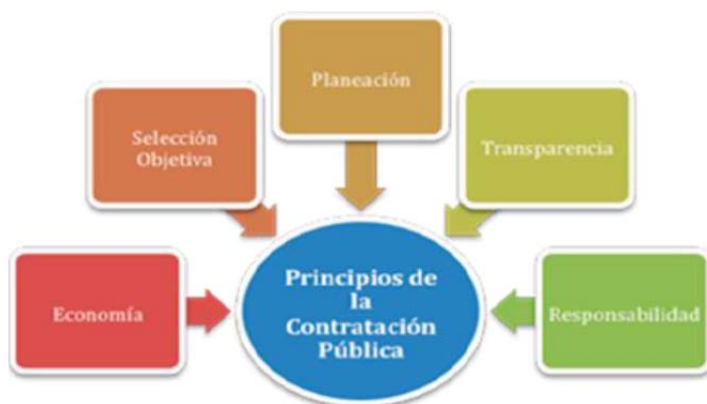 Planeación
Selección
Objetiva
Transparencia
Principios de
la
Contratación
Pública
Economía
Responsabilidad